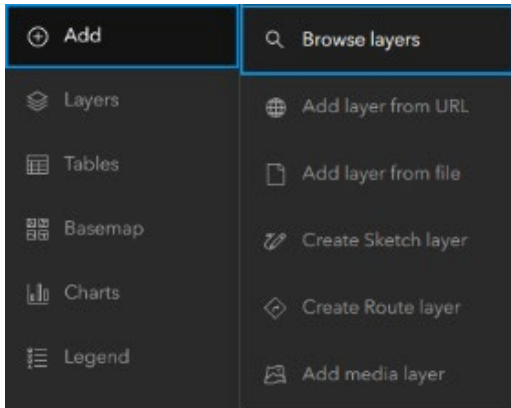 Add
Layers
Tables
Basemap
Charts
Legend
Browse layers
Add layer from URL
Add layer from file
Create Sketch layer
Create Route layer
Add media layer